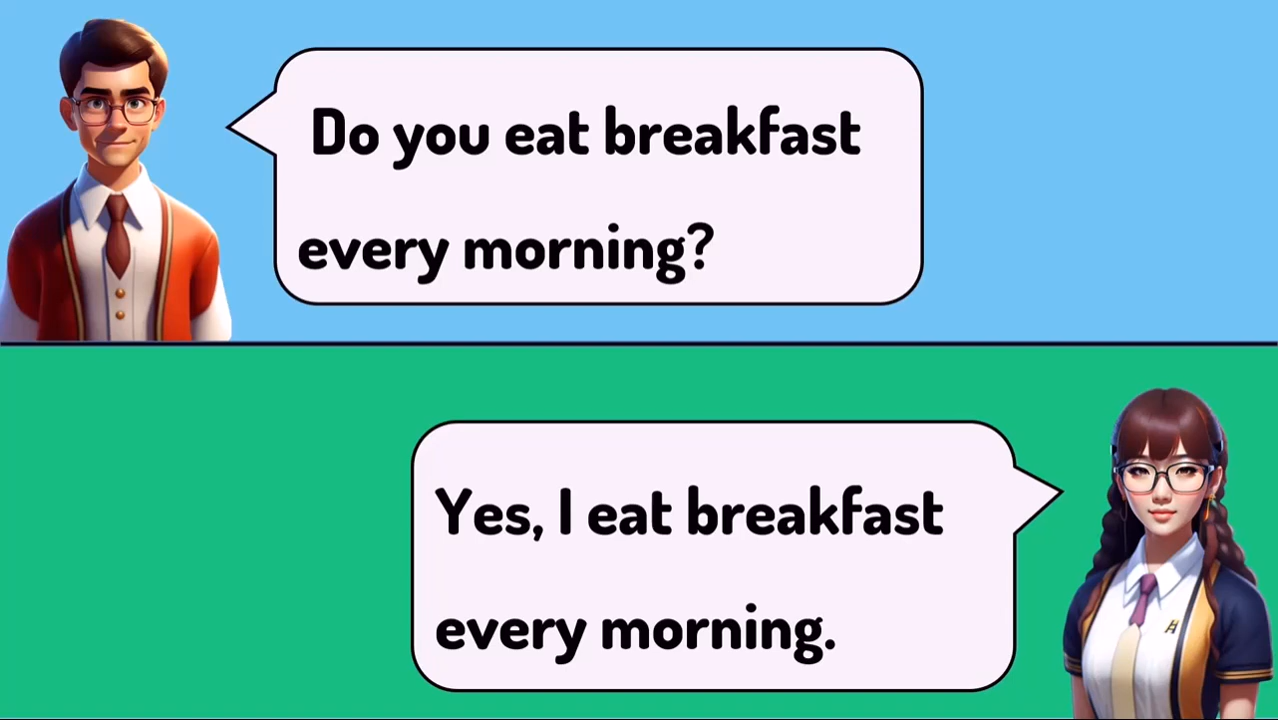 Do you eat breakfast
every morning?
Yes, I eat breakfast
every morning.